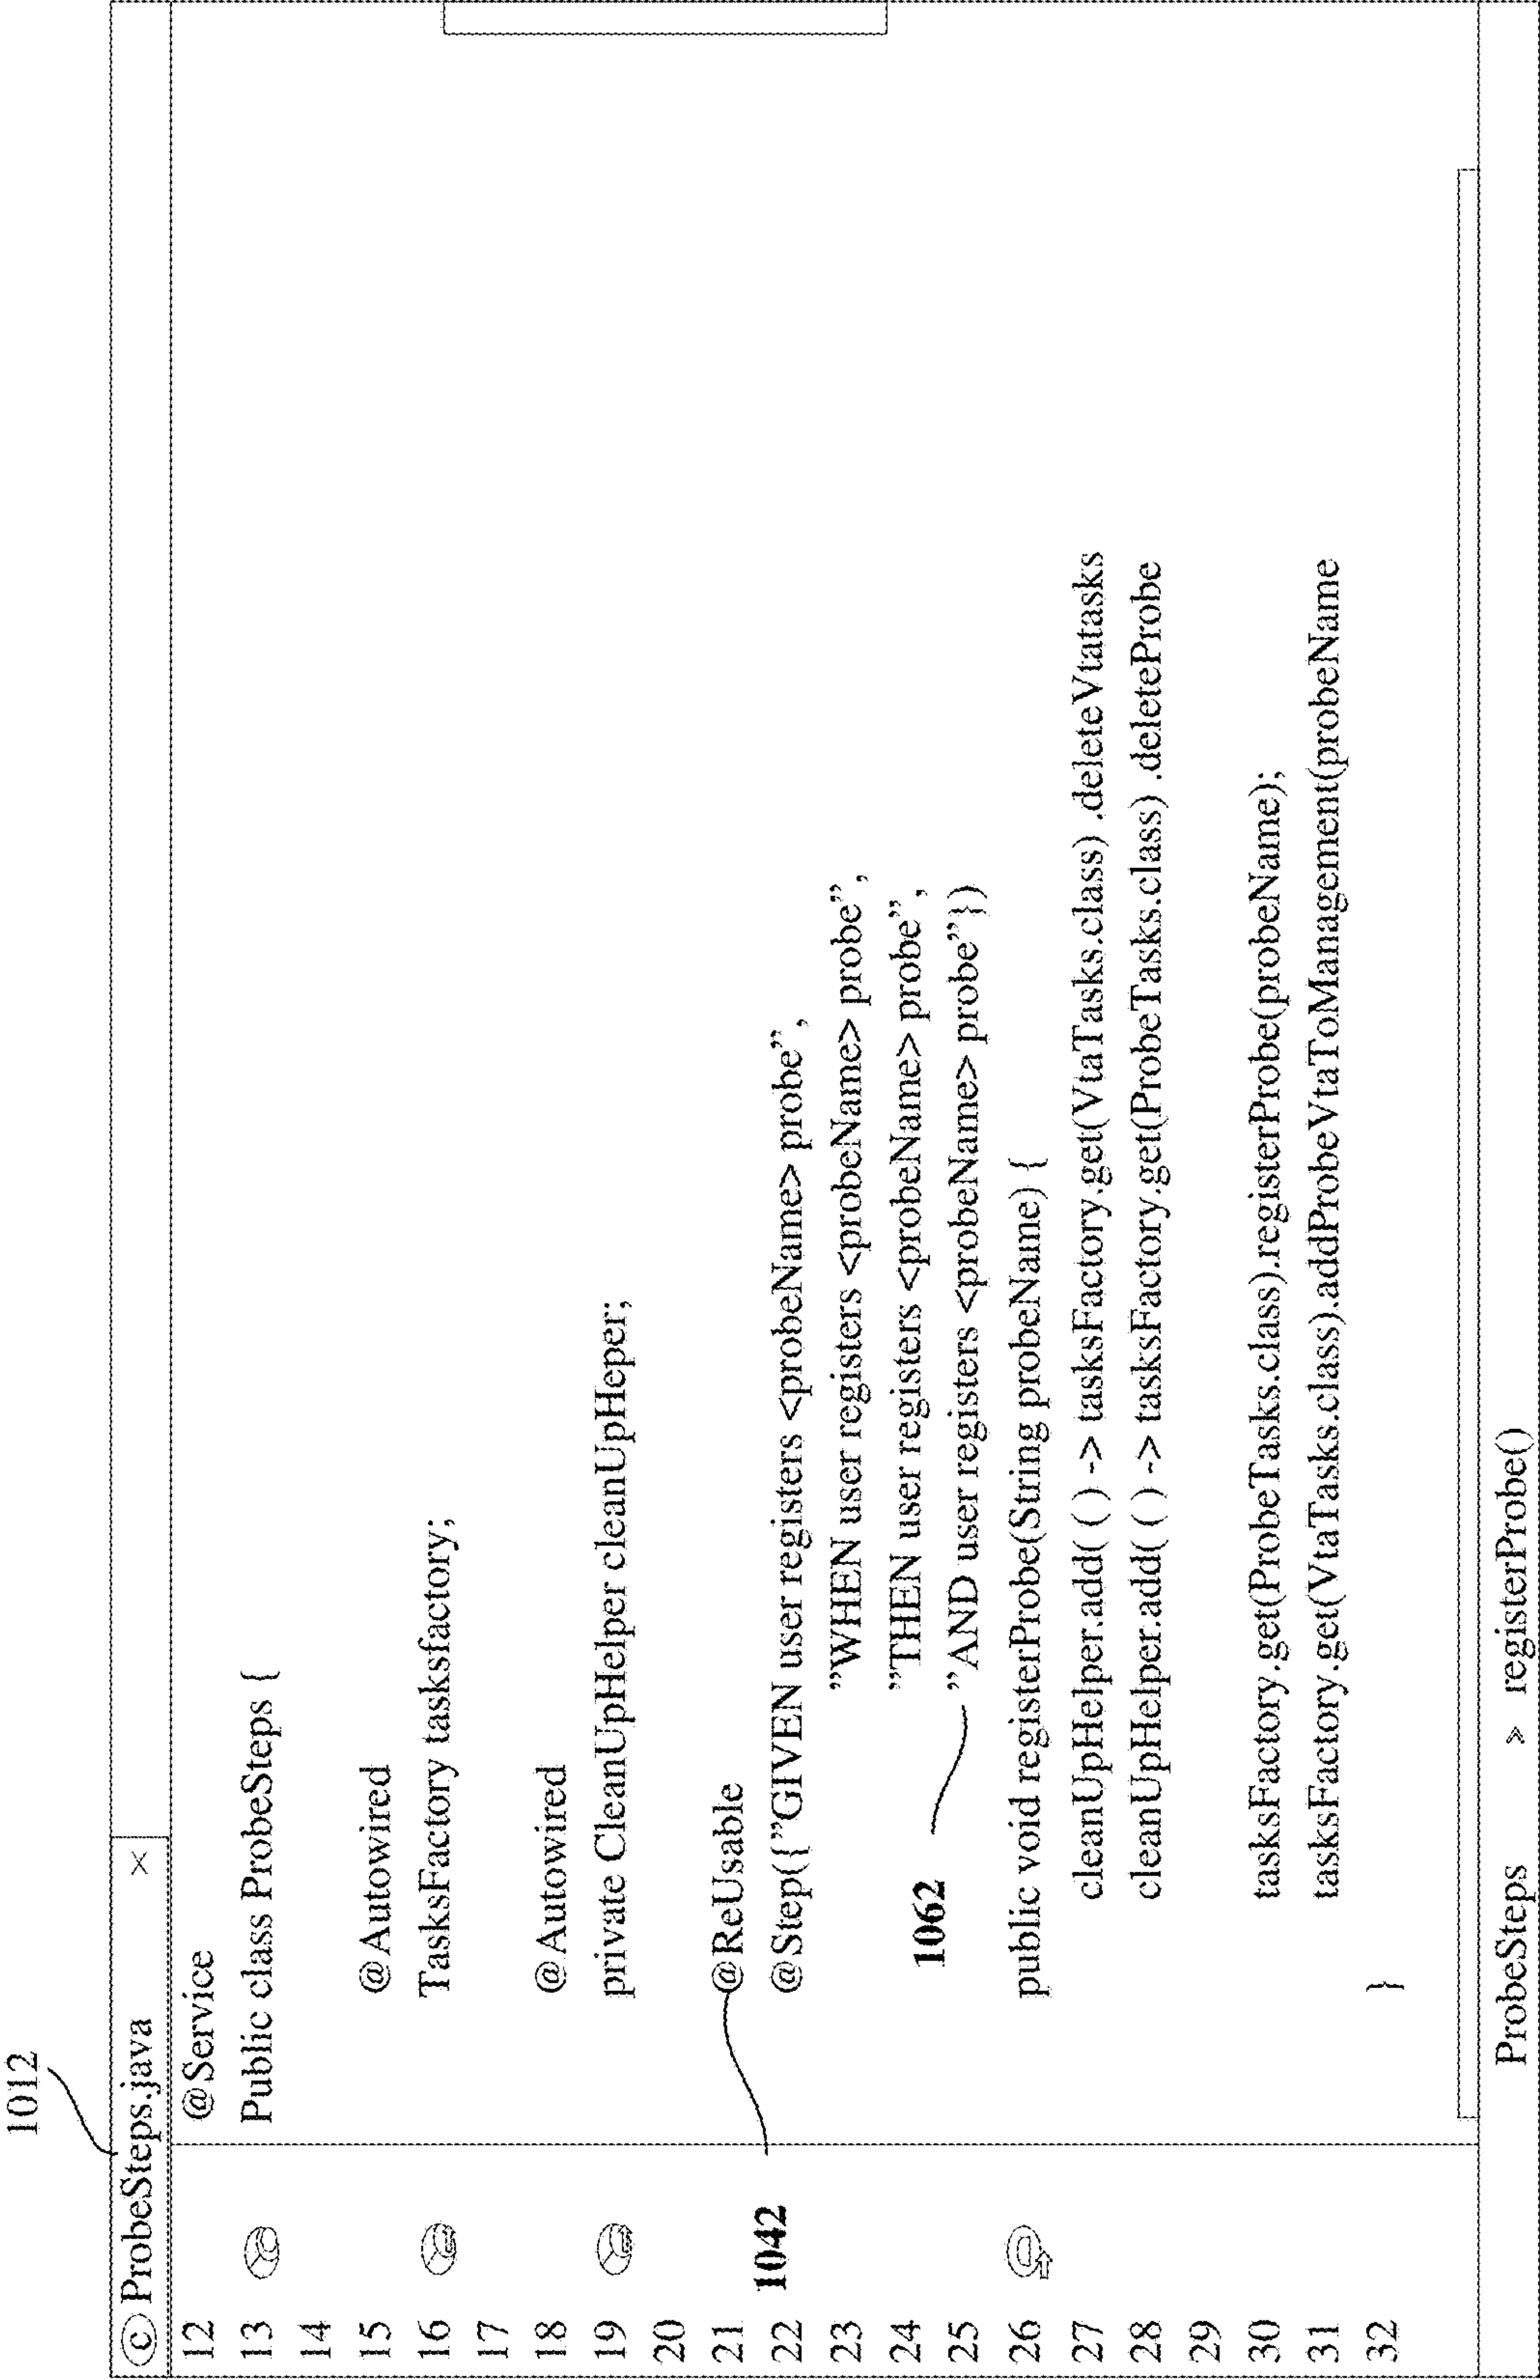 1012
© ProbeSteps.java ×
12 @Service
13 Public class ProbeSteps {
14
15 @Autowired
16 TasksFactory tasksfactory;
17
18 @Autowired
19 private CleanUpHelper cleanUpHeper;
20
1042
21 @ReUsable
22 @Step({”GIVEN user registers <probeName> probe”,
23 ”WHEN user registers <probeName> probe”,
24 ”THEN user registers <probeName> probe”,
1062
25 ”AND user registers <probeName> probe”})
26 public void registerProbe(String probeName) {
27 cleanUpHelper.add( () -> tasksFactory.get(VtaTasks.class) .deleteVtatasks
28 cleanUpHelper.add( () -> tasksFactory.get(ProbeTasks.class) .deleteProbe
29
30 tasksFactory.get(ProbeTasks.class).registerProbe(probeName);
31 tasksFactory.get(VtaTasks.class).addProbeVtaToManagement(probeName
32 }
ProbeSteps > registerProbe()